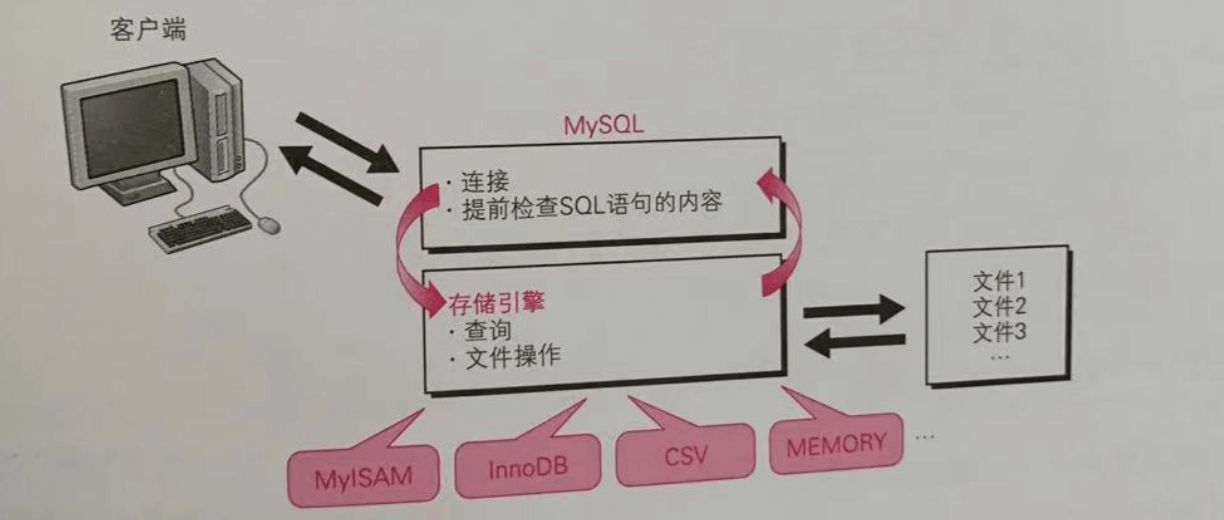 客户端
MySQL
·连接
·提前检查SQL语句的内容
存储引擎
·查询
·文件操作
文件1
文件2
文件3
…
MyISAM
InnoDB
CSV
MEMORY
…